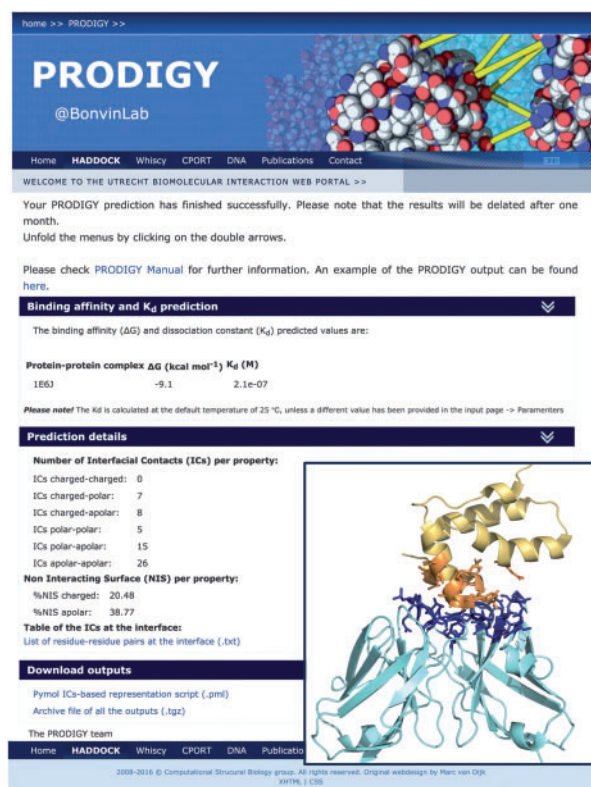 home >> PRODIGY >>
PRODIGY
@BonvinLab
Home HADDOCK Whiscy CPORT DNA Publications Contact
WELCOME TO THE UTRECHT BIOMOLECULAR INTERACTION WEB PORTAL >>
Your PRODIGY prediction has finished successfully. Please note that the results will be delated after one
month.
Unfold the menus by clicking on the double arrows.
Please check PRODIGY Manual for further information. An example of the PRODIGY output can be found
here.
Binding affinity and Kd prediction
The binding affinity (ΔG) and dissociation constant (Kd) predicted values are:
Protein-protein complex ΔG (kcal mol-1) Kd (M)
1E6J -9.1 2.1e-07
Please note! The Kd is calculated at the default temperature of 25 °C, unless a different value has been provided in the input page -> Paramenters
Prediction details
Number of Interfacial Contacts (ICs) per property:
ICs charged-charged: 0
ICs charged-polar: 7
ICs charged-apolar: 8
ICs polar-polar: 5
ICs polar-apolar: 15
ICs apolar-apolar: 26
Non Interacting Surface (NIS) per property:
%NIS charged: 20.48
%NIS apolar: 38.77
Table of the ICs at the interface:
List of residue-residue pairs at the interface (.txt)
Download outputs
Pymol ICs-based representation script (.pml)
Archive file of all the outputs (.tgz)
The PRODIGY team
Home HADDOCK Whiscy CPORT DNA Publicatio
2008-2016 © Computational Strucural Biology group. All rights reserved. Original webdesign by Marc van Dijk
XHTML | CSS